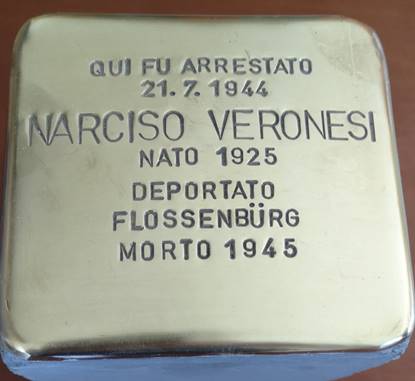 QUI FU ARRESTATO
21.7.1944
NARCISO VERONESI
NATO 1925
DEPORTATO
FLOSSENBÜRG
MORTO 1945